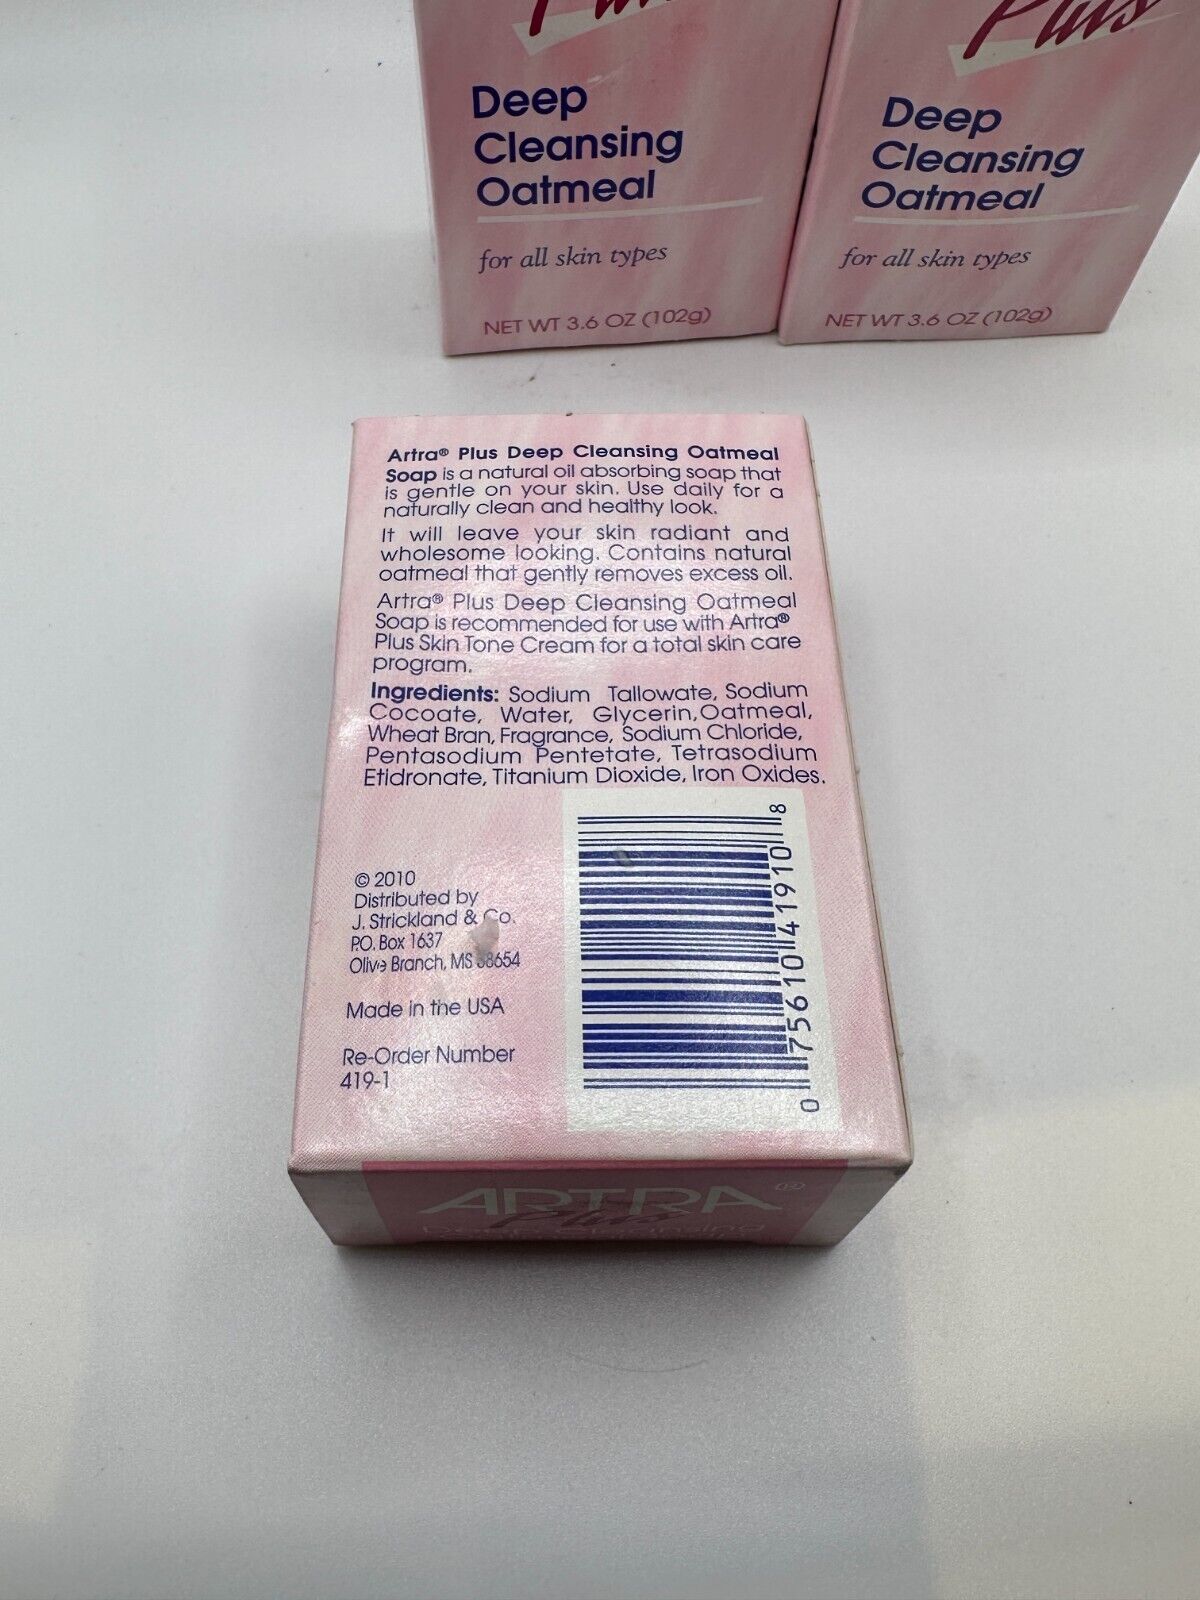 Plus
Deep
Cleansing
Oatmeal
for all skin types
NET WT 3.6 OZ (102g)
Plus
Deep
Cleansing
Oatmeal
for all skin types
NET WT 3.6 OZ (102g)
Artra® Plus Deep Cleansing Oatmeal
Soap is a natural oil absorbing soap that
is gentle on your skin. Use daily for a
naturally clean and healthy look.
It will leave your skin radiant and
wholesome looking. Contains natural
oatmeal that gently removes excess oil.
Artra® Plus Deep Cleansing Oatmeal
Soap is recommended for use with Artra®
Plus Skin Tone Cream for a total skin care
program.
Ingredients: Sodium Tallowate, Sodium
Cocoate, Water, Glycerin, Oatmeal,
Wheat Bran, Fragrance, Sodium Chloride,
Pentasodium Pentetate, Tetrasodium
Etidronate, Titanium Dioxide, Iron Oxides.
© 2010
Distributed by
J. Strickland & Co.
P.O. Box 1637
Olive Branch, MS 38654
Made in the USA
Re-Order Number
419-1
0 75610 41910 8
ARTRA®
Plus
Deep Cleansing